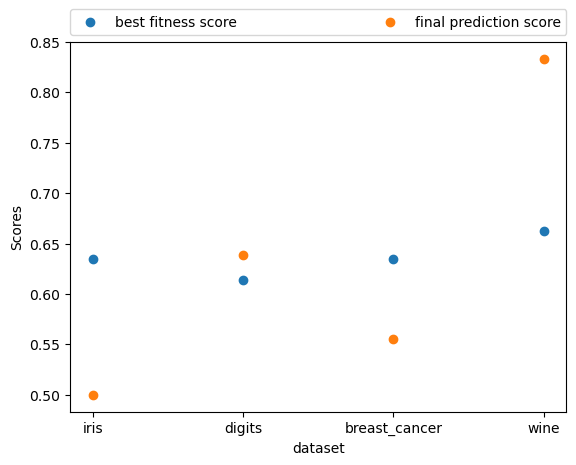 best fitness score final prediction score
0.85
0.80
0.75
0.70
0.65
0.60
0.55
0.50
Scores
iris digits breast_cancer wine
dataset